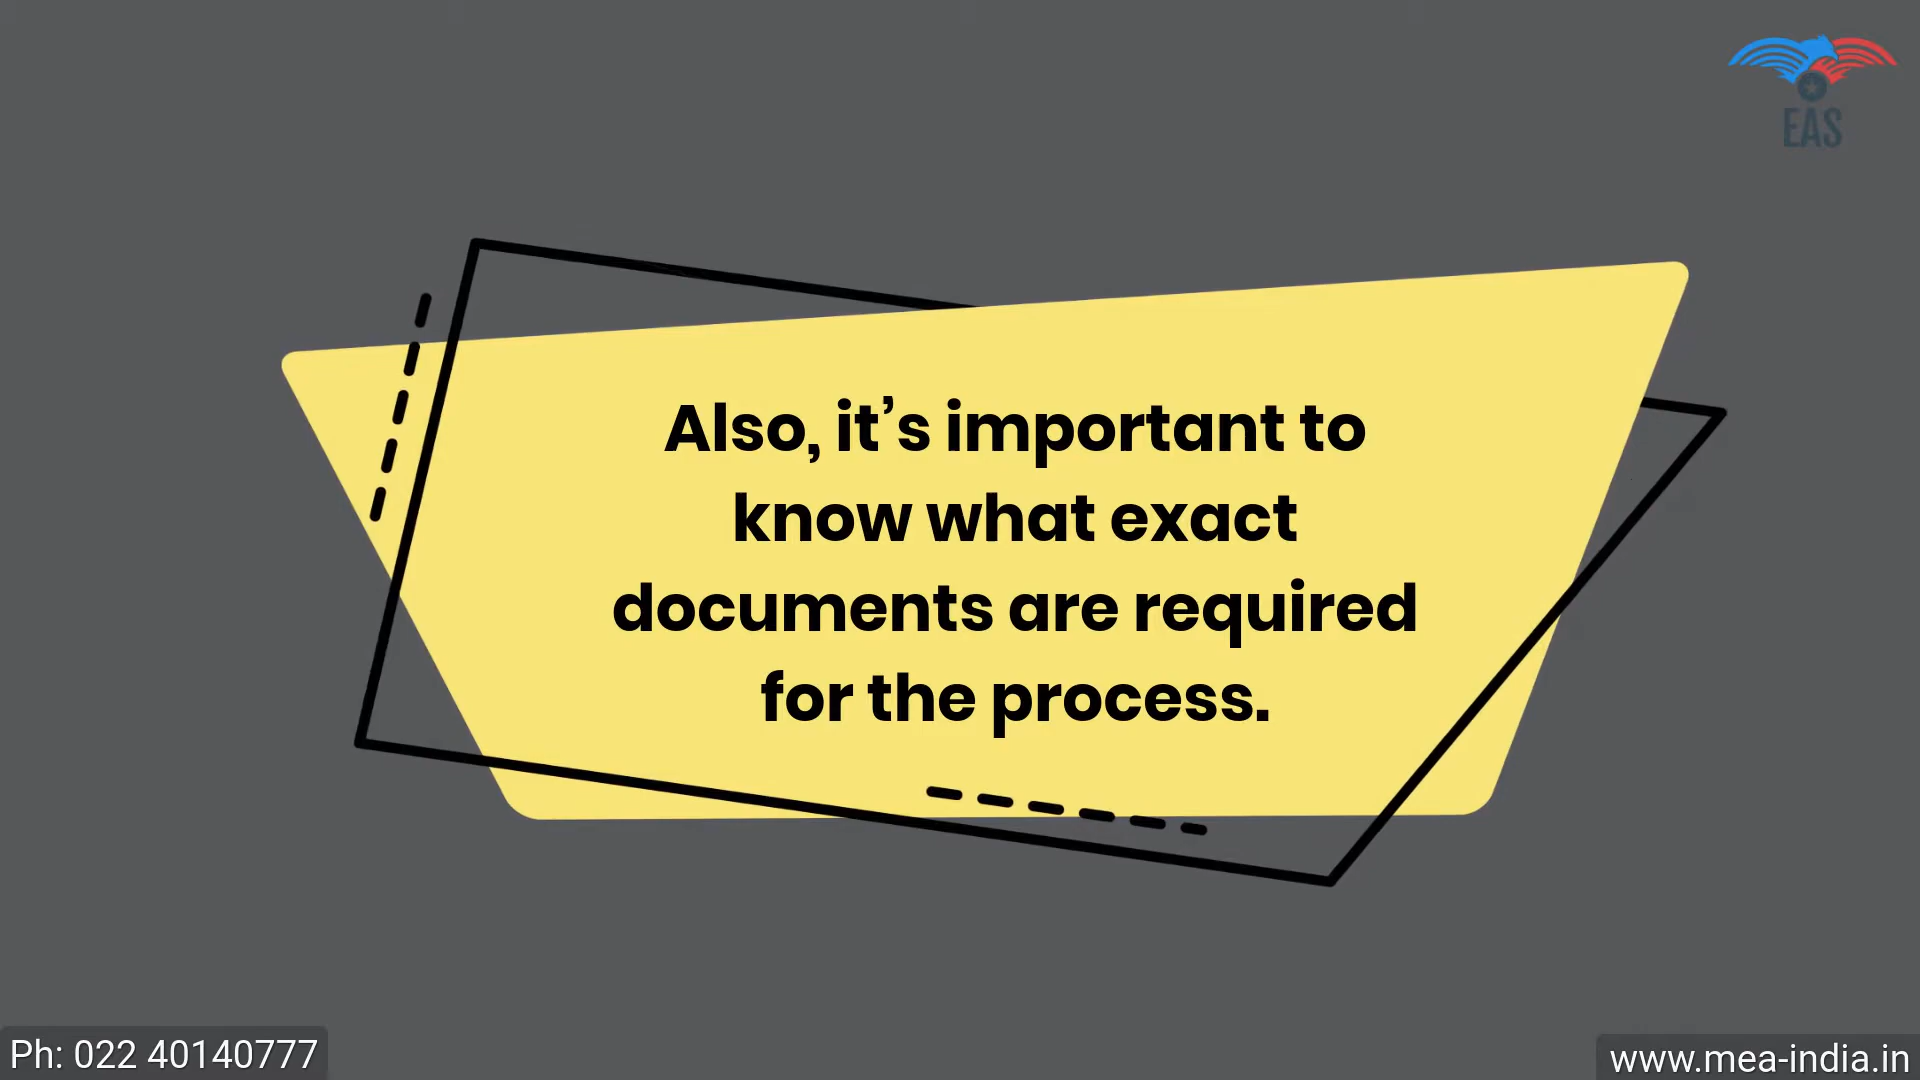 EAS
Also, it’s important to
know what exact
documents are required
for the process.
Ph: 022 40140777
www.mea-india.in